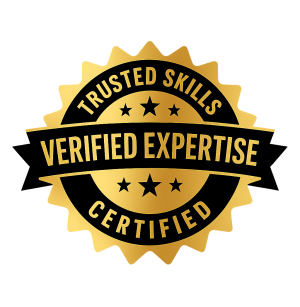 TRUSTED SKILLS
VERIFIED EXPERTISE
CERTIFIED